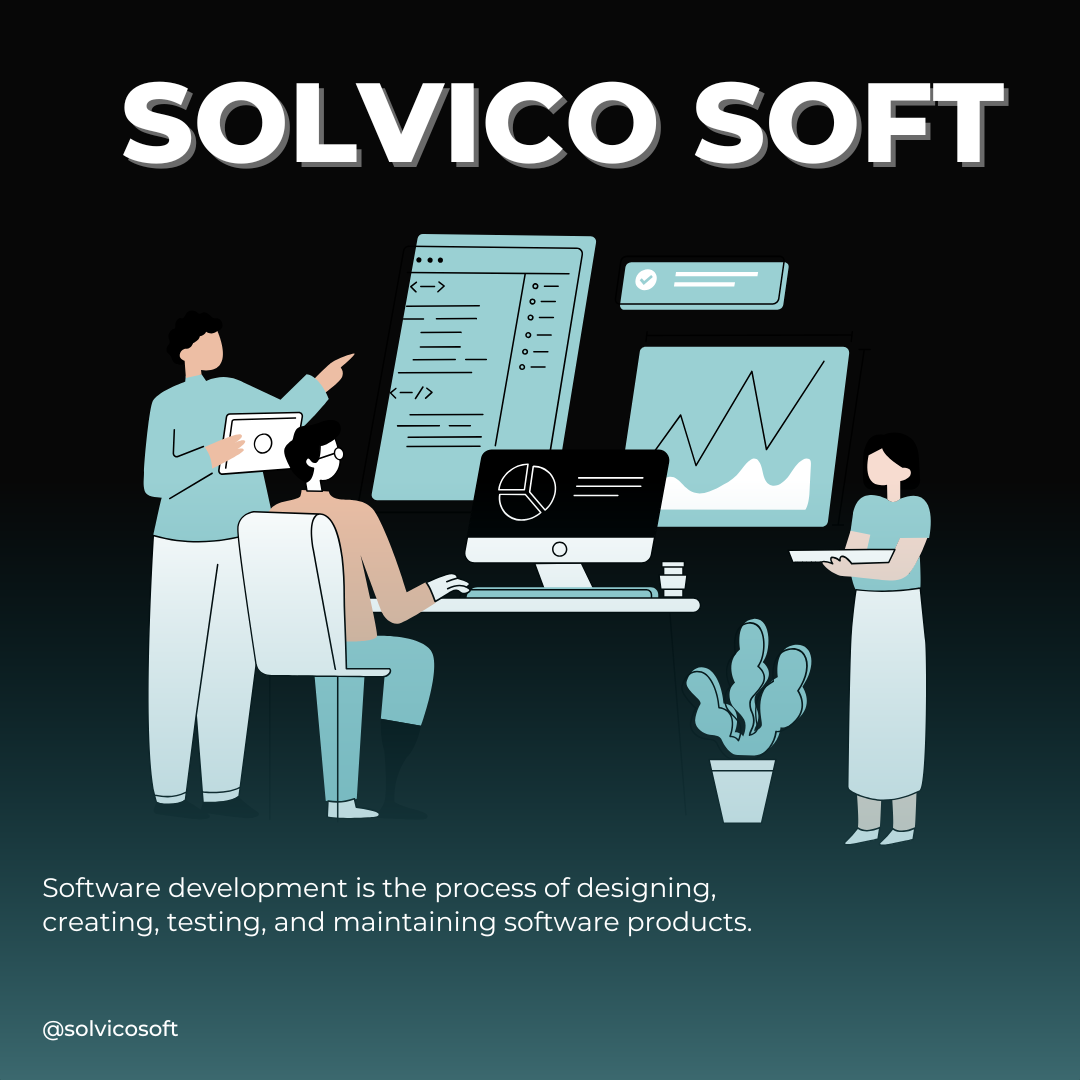 SOLVICO SOFT
Software development is the process of designing,
creating, testing, and maintaining software products.
@solvicosoft